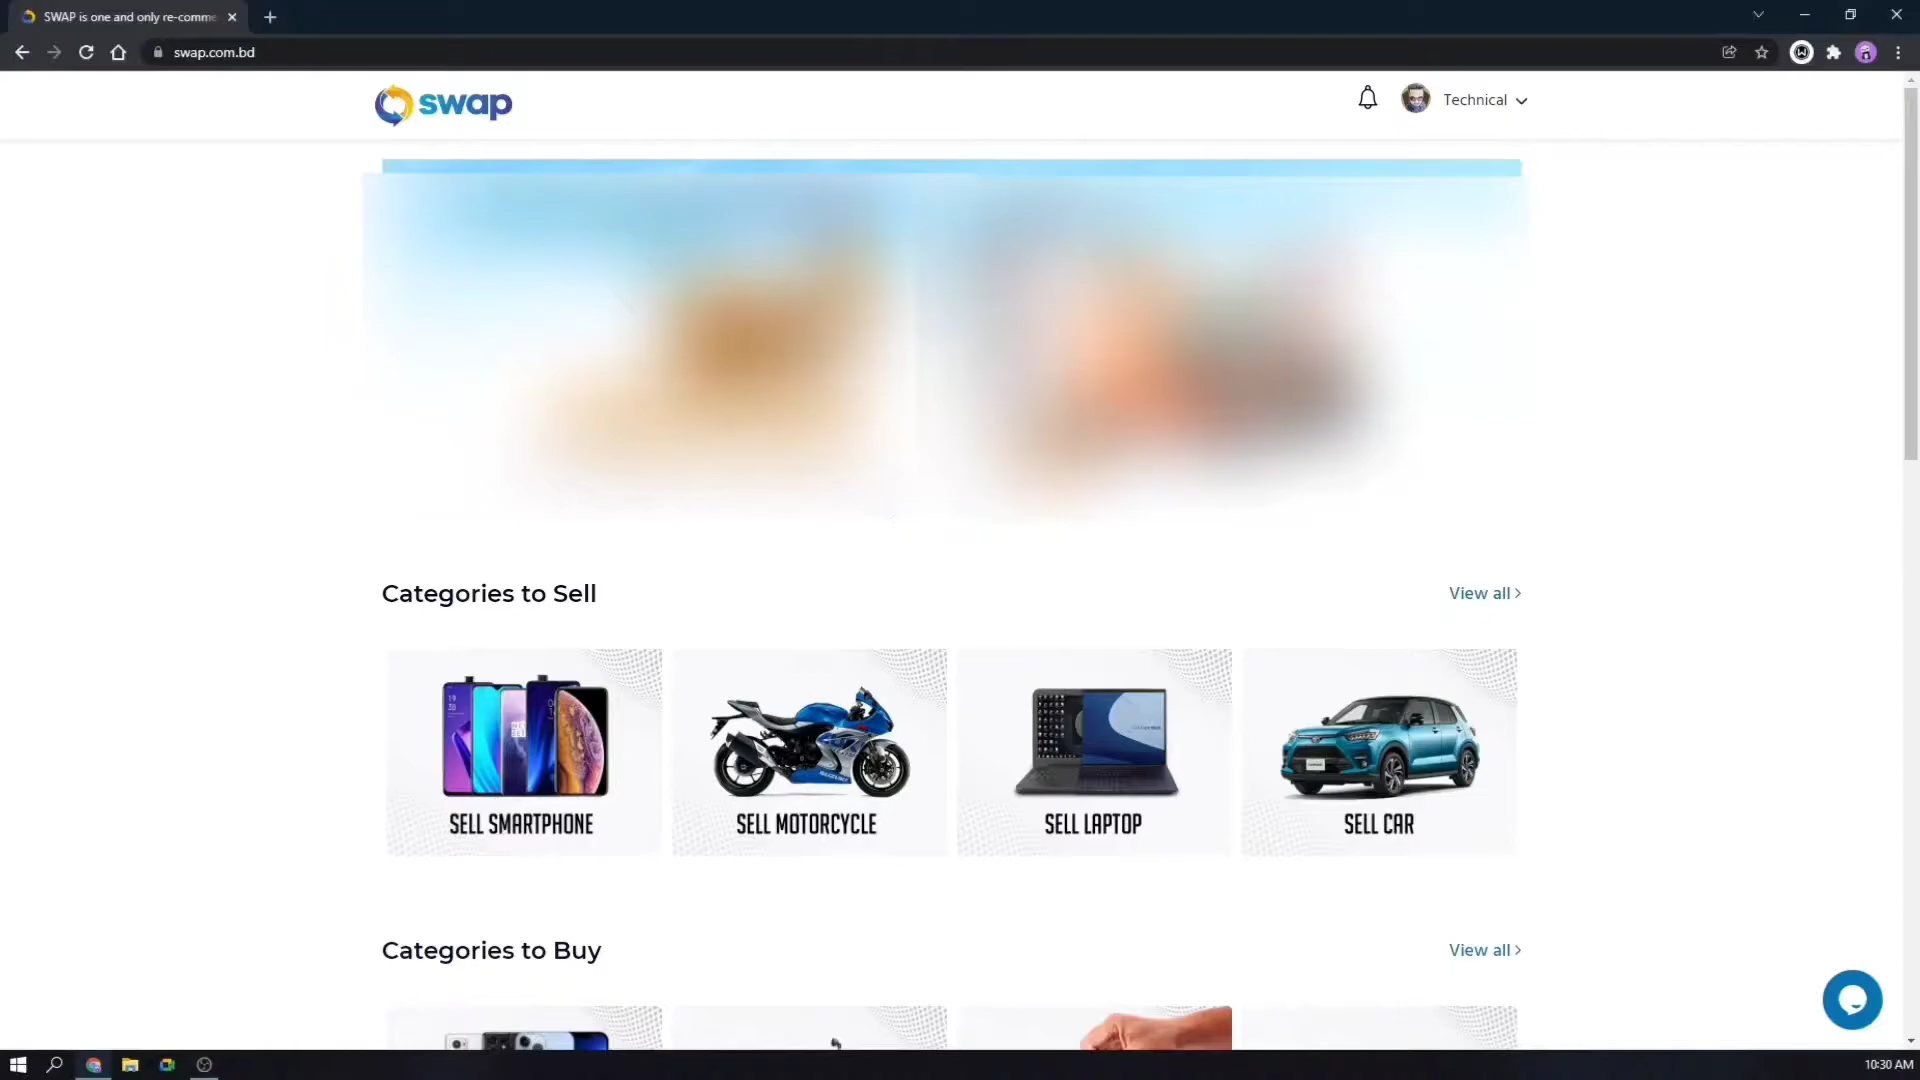 SWAP is one and only re-comme
swap.com.bd
swap
Technical
Categories to Sell
View all
SELL SMARTPHONE
SELL MOTORCYCLE
SELL LAPTOP
SELL CAR
Categories to Buy
View all
10:30 AM